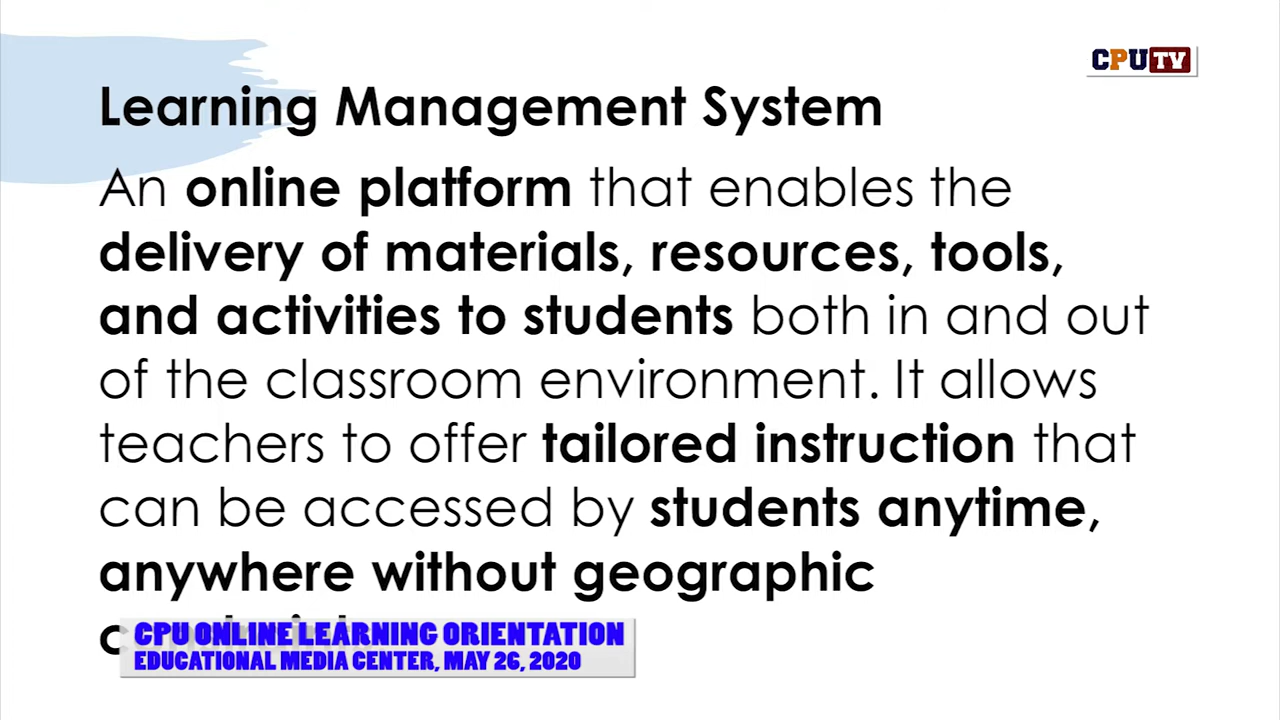 CPUTV
Learning Management System
An online platform that enables the
delivery of materials, resources, tools,
and activities to students both in and out
of the classroom environment. It allows
teachers to offer tailored instruction that
can be accessed by students anytime,
anywhere without geographic
CPU ONLINE LEARNING ORIENTATION
EDUCATIONAL MEDIA CENTER, MAY 26, 2020